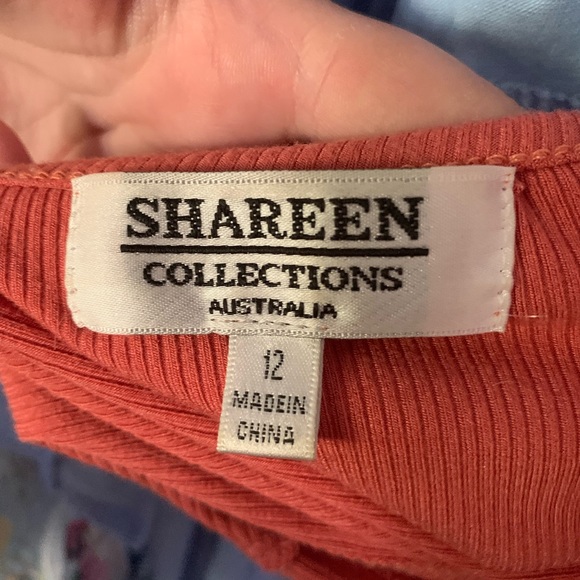 SHAREEN
COLLECTIONS
AUSTRALIA
12
MADEIN
CHINA